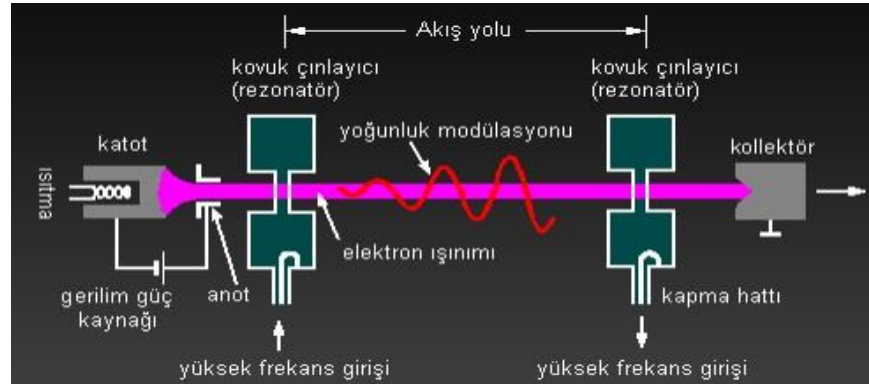 Akış yolu
kovuk çınlayıcı
(rezonatör)
kovuk çınlayıcı
(rezonatör)
yoğunluk modülasyonu
katot
kollektör
ısıtma
elektron ışınımı
gerilim güç
kaynağı
anot
kapma hattı
yüksek frekans girişi
yüksek frekans girişi